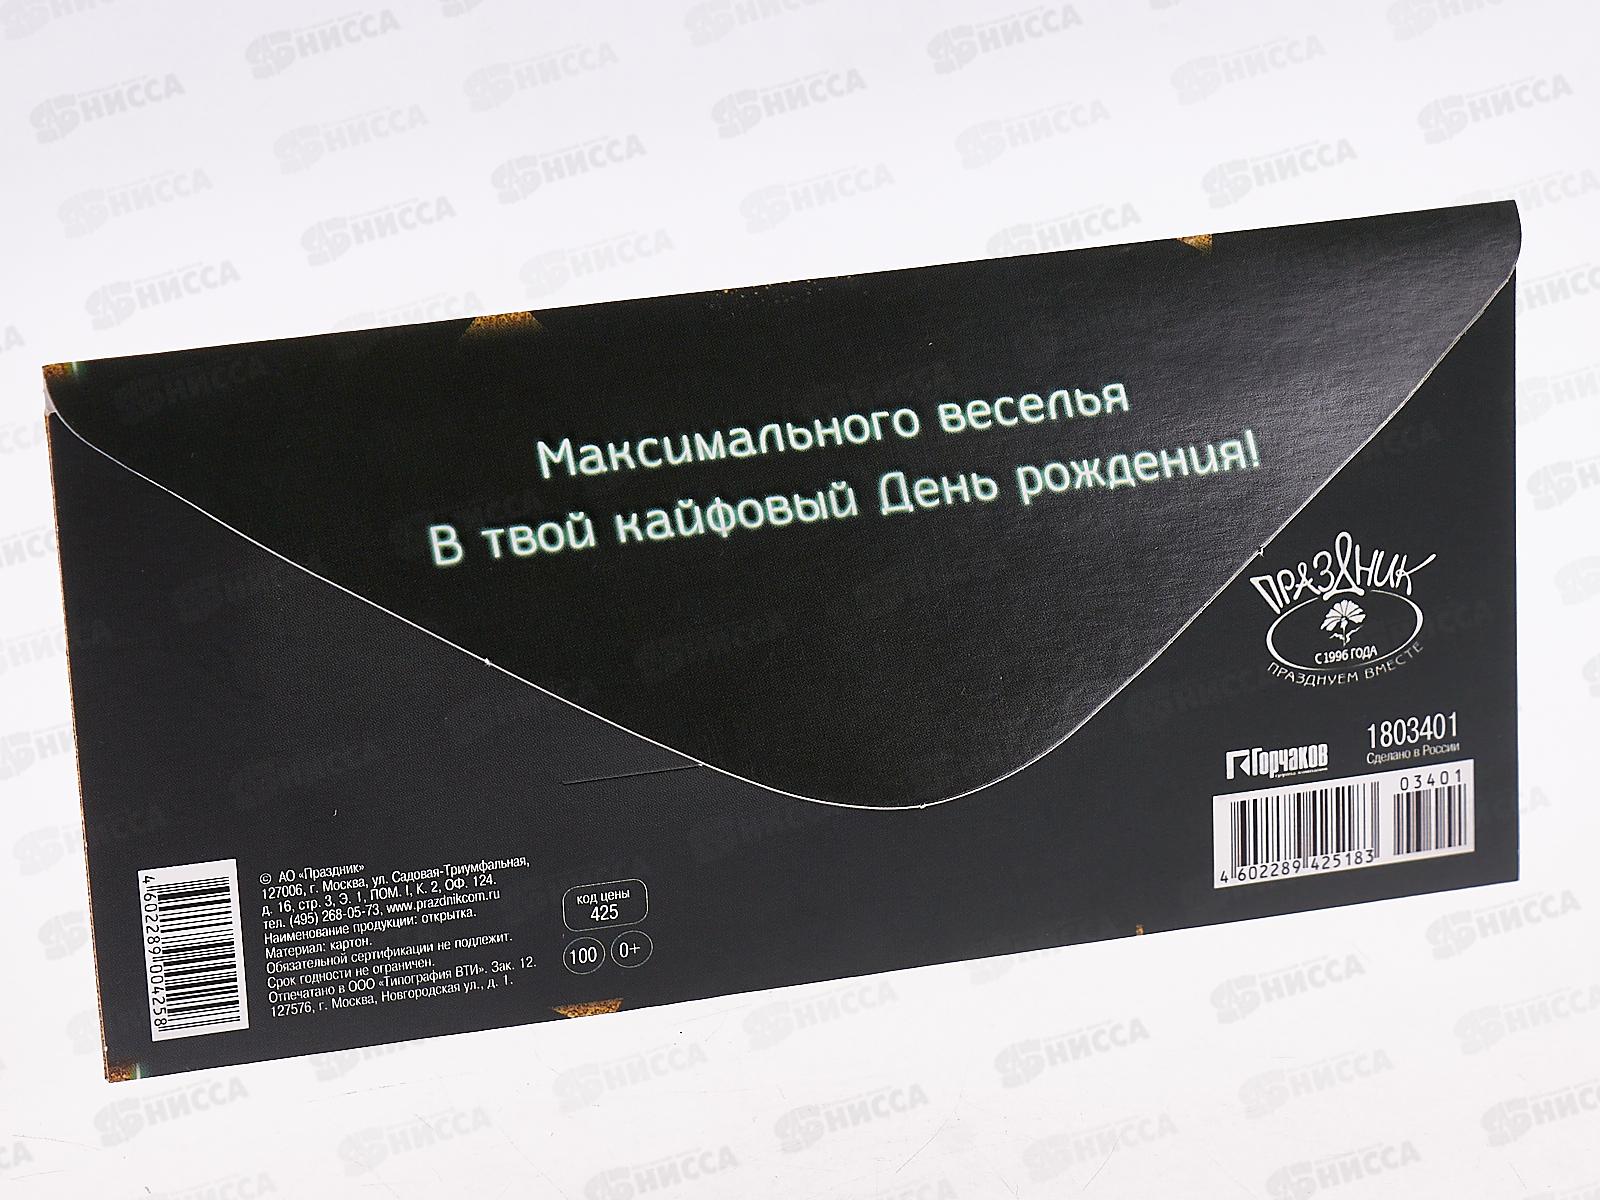 Максимального веселья
В твой кайфовый День рождения!
ПРАЗДНИК
С 1996 ГОДА
ПРАЗДНУЕМ ВМЕСТЕ
Горчаков
1803401
Сделано в России
03401
4 602289 425183
4 602289 004258
© АО «Праздник»
127006, г. Москва, ул. Садовая-Триумфальная,
д. 16, стр. 3, Э. 1, ПОМ. I, К. 2, ОФ. 124.
тел. (495) 268-05-73, www.prazdnikcom.ru
Наименование продукции: открытка.
Материал: картон.
Обязательной сертификации не подлежит.
Срок годности не ограничен.
Отпечатано в ООО «Типография ВТИ». Зак. 12.
127576, г. Москва, Новгородская ул., д. 1.
код цены
425
100 0+
НИССА